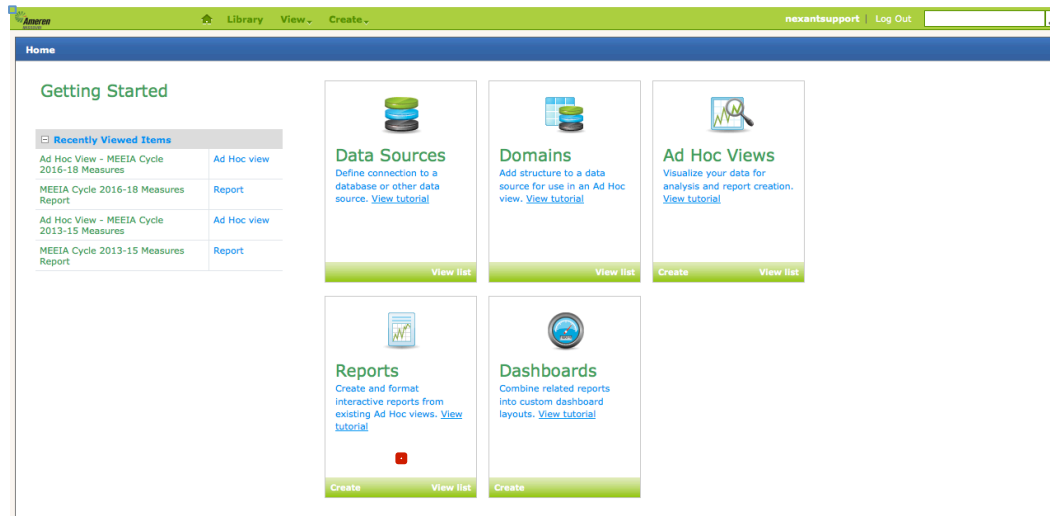 Ameren
Library View Create
nexantsupport | Log Out
Home
Getting Started
Recently Viewed Items
Ad Hoc View - MEEIA Cycle
2016-18 Measures
Ad Hoc view
MEEIA Cycle 2016-18 Measures
Report
Report
Ad Hoc View - MEEIA Cycle
2013-15 Measures
Ad Hoc view
MEEIA Cycle 2013-15 Measures
Report
Report
Data Sources
Define connection to a
database or other data
source. View tutorial
View list
Domains
Add structure to a data
source for use in an Ad Hoc
view. View tutorial
View list
Ad Hoc Views
Visualize your data for
analysis and report creation.
View tutorial
Create View list
Reports
Create and format
interactive reports from
existing Ad Hoc views. View
tutorial
Create View list
Dashboards
Combine related reports
into custom dashboard
layouts. View tutorial
Create